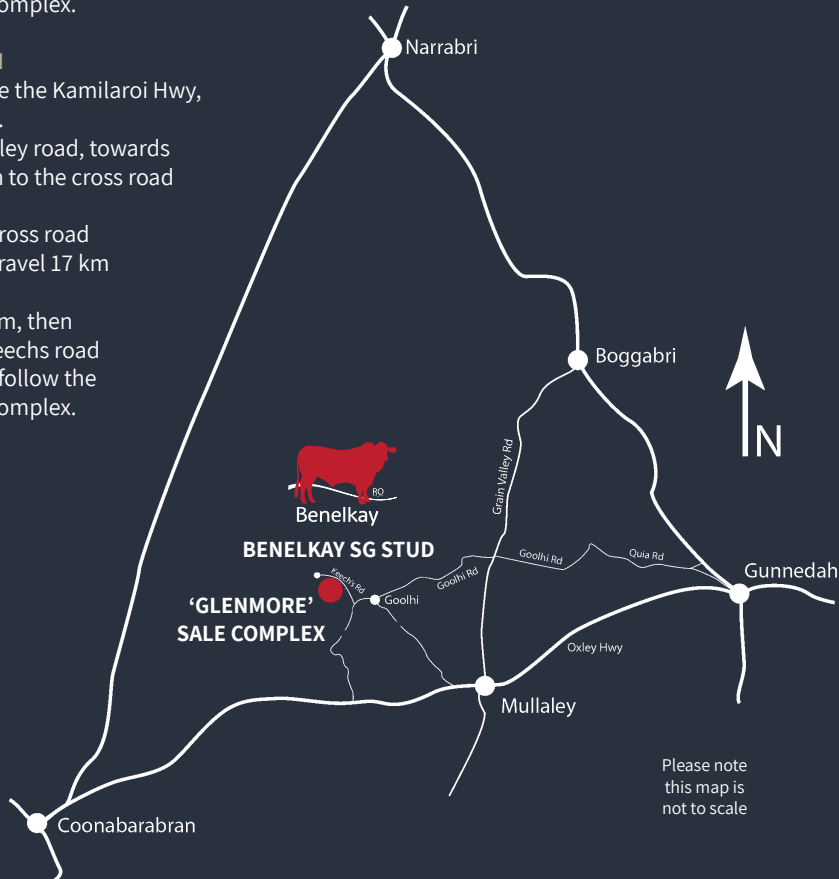 omplex.
e the Kamilaroi Hwy,
.
ley road, towards
n to the cross road
ross road
ravel 17 km
m, then
eechs road
follow the
omplex.
Narrabri
Boggabri
N
Grain Valley Rd
RO
Benelkay
BENELKAY SG STUD
Goolhi Rd
Quia Rd
Gunnedah
Keech's Rd
Goolhi Rd
‘GLENMORE’
SALE COMPLEX
Goolhi
Oxley Hwy
Mullaley
Please note
this map is
not to scale
Coonabarabran